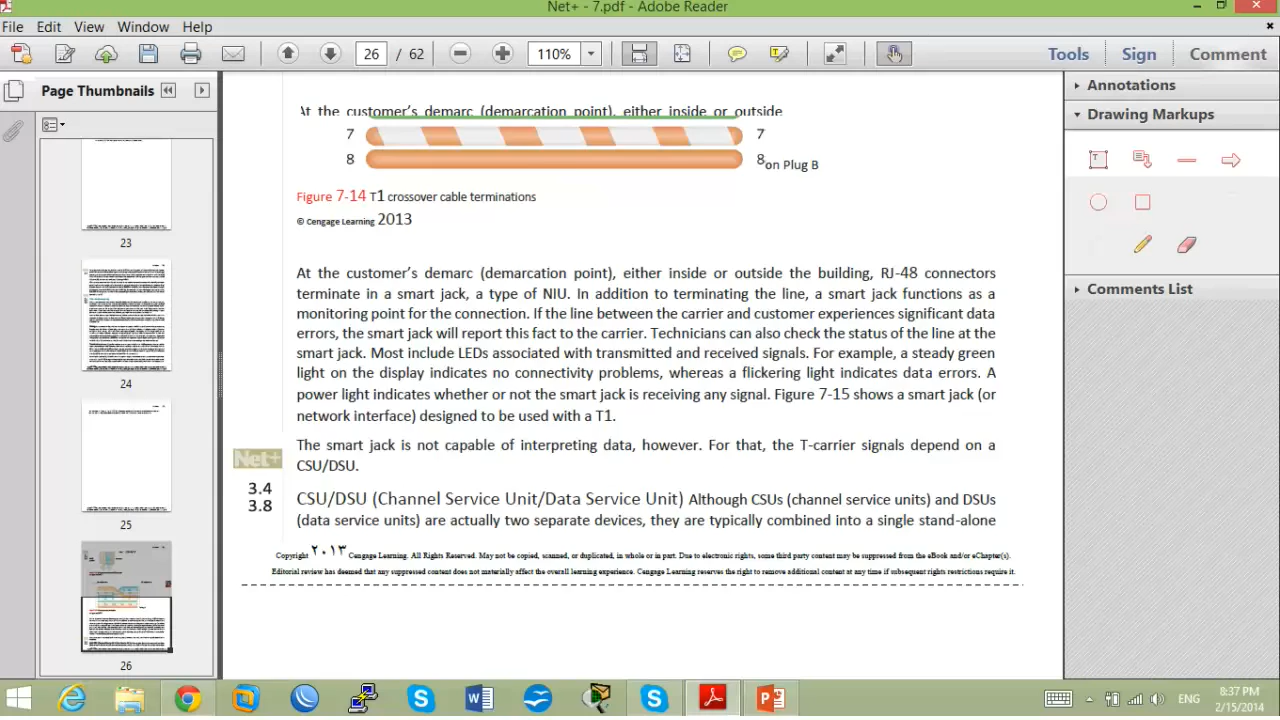 Net+ - 7.pdf - Adobe Reader
File Edit View Window Help
26 / 62 110% Tools Sign Comment
Page Thumbnails
23
24
25
26
At the customer's demarc (demarcation point), either inside or outside
7 7
8 8 on Plug B
Figure 7-14 T1 crossover cable terminations
© Cengage Learning 2013
At the customer's demarc (demarcation point), either inside or outside the building, RJ-48 connectors
terminate in a smart jack, a type of NIU. In addition to terminating the line, a smart jack functions as a
monitoring point for the connection. If the line between the carrier and customer experiences significant data
errors, the smart jack will report this fact to the carrier. Technicians can also check the status of the line at the
smart jack. Most include LEDs associated with transmitted and received signals. For example, a steady green
light on the display indicates no connectivity problems, whereas a flickering light indicates data errors. A
power light indicates whether or not the smart jack is receiving any signal. Figure 7-15 shows a smart jack (or
network interface) designed to be used with a T1.
The smart jack is not capable of interpreting data, however. For that, the T-carrier signals depend on a
CSU/DSU.
Net+
3.4
3.8
CSU/DSU (Channel Service Unit/Data Service Unit) Although CSUs (channel service units) and DSUs
(data service units) are actually two separate devices, they are typically combined into a single stand-alone
Copyright ٢٠١٣ Cengage Learning. All Rights Reserved. May not be copied, scanned, or duplicated, in whole or in part. Due to electronic rights, some third party content may be suppressed from the eBook and/or eChapter(s).
Editorial review has deemed that any suppressed content does not materially affect the overall learning experience. Cengage Learning reserves the right to remove additional content at any time if subsequent rights restrictions require it.
Annotations
Drawing Markups
Comments List
ENG
8:37 PM
2/15/2014